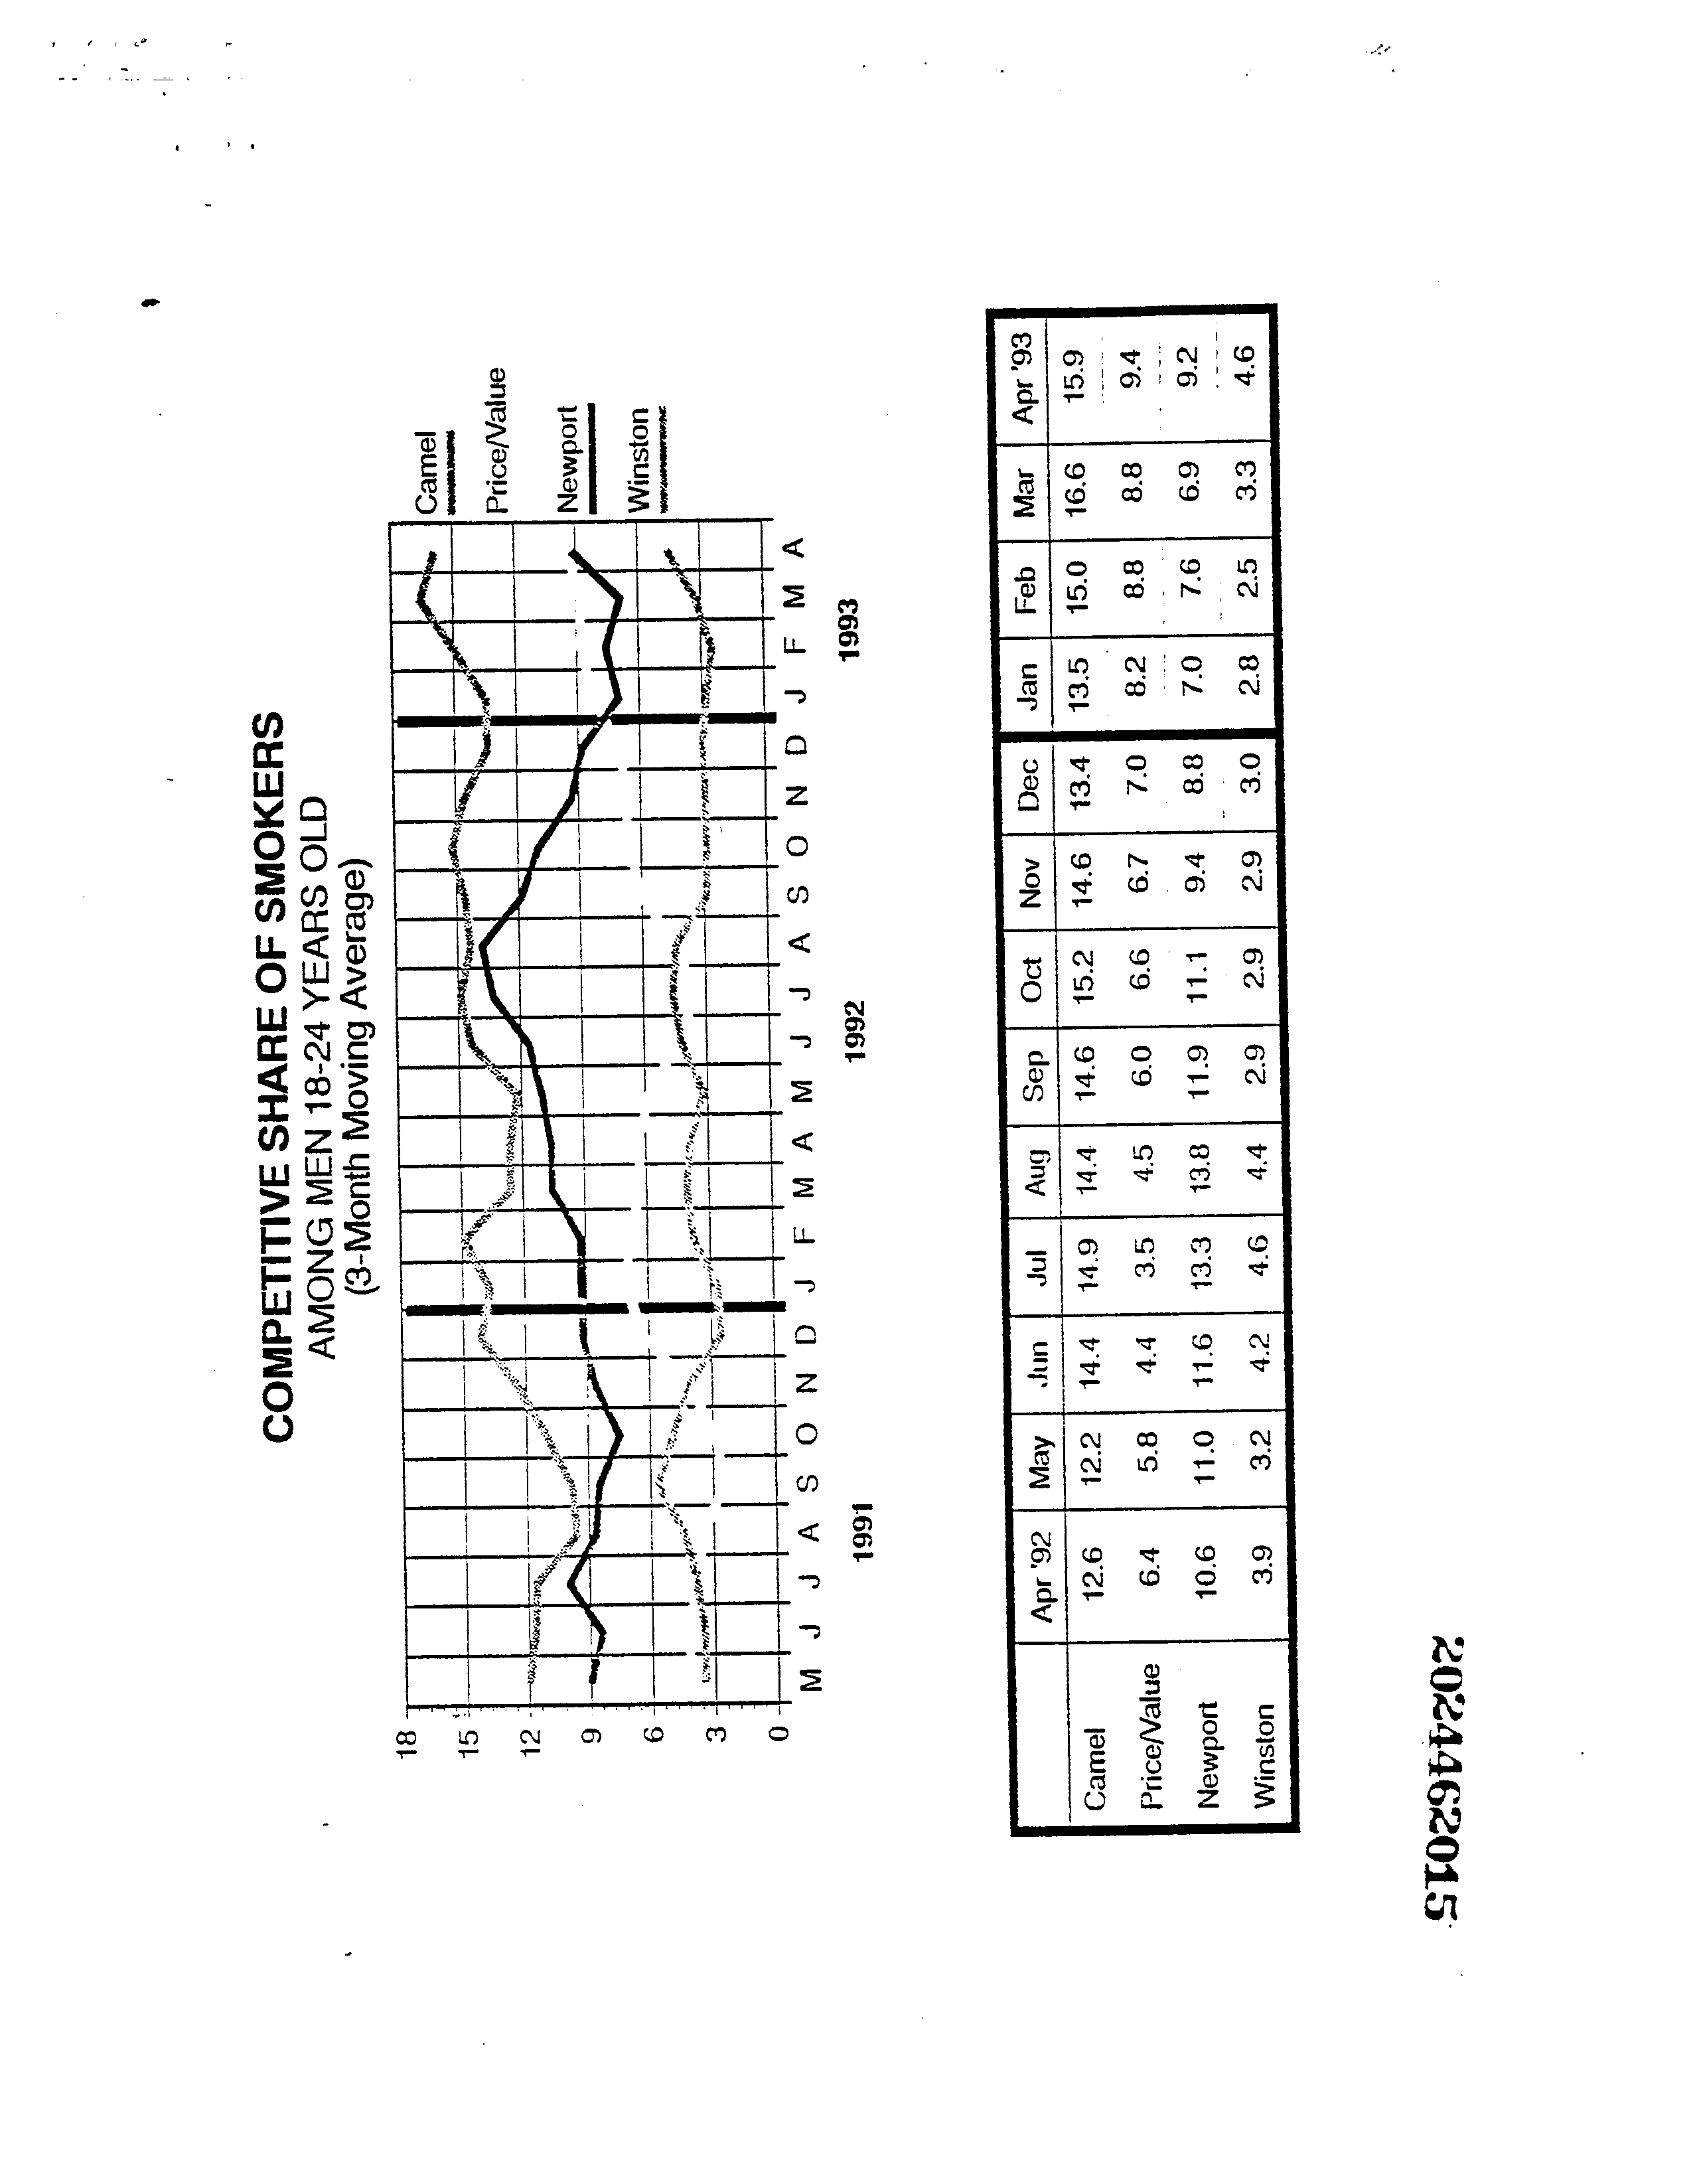 COMPETITIVE SHARE OF SMOKERS
AMONG MEN 18-24 YEARS OLD
(3-Month Moving Average)
18
15
12
9
6
3
0
Camel
Price/Value
Newport
Winston
M J J A S O N D J F M A M J J A S O N D J F M A
1991 1992 1993
Apr '92 May Jun Jul Aug Sep Oct Nov Dec Jan Feb Mar Apr '93
Camel 12.6 12.2 14.4 14.9 14.4 14.6 15.2 14.6 13.4 13.5 15.0 16.6 15.9
Price/Value 6.4 5.8 4.4 3.5 4.5 6.0 6.6 6.7 7.0 8.2 8.8 8.8 9.4
Newport 10.6 11.0 11.6 13.3 13.8 11.9 11.1 9.4 8.8 7.0 7.6 6.9 9.2
Winston 3.9 3.2 4.2 4.6 4.4 2.9 2.9 2.9 3.0 2.8 2.5 3.3 4.6
2024462015